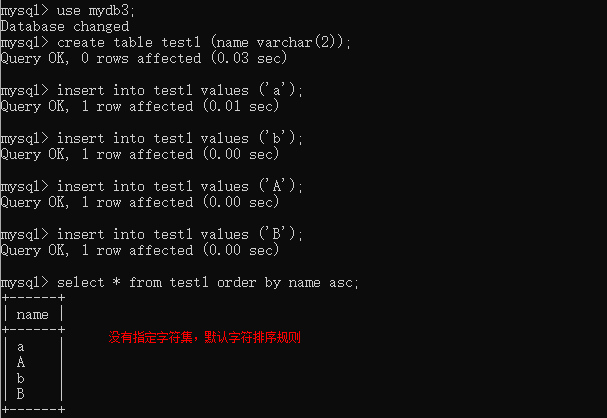 mysql> use mydb3;
Database changed
mysql> create table test1 (name varchar(2));
Query OK, 0 rows affected (0.03 sec)
mysql> insert into test1 values ('a');
Query OK, 1 row affected (0.01 sec)
mysql> insert into test1 values ('b');
Query OK, 1 row affected (0.00 sec)
mysql> insert into test1 values ('A');
Query OK, 1 row affected (0.00 sec)
mysql> insert into test1 values ('B');
Query OK, 1 row affected (0.00 sec)
mysql> select * from test1 order by name asc;
+------+
| name |
+------+
没有指定字符集，默认字符排序规则
| a    |
| A    |
| b    |
| B    |
+------+